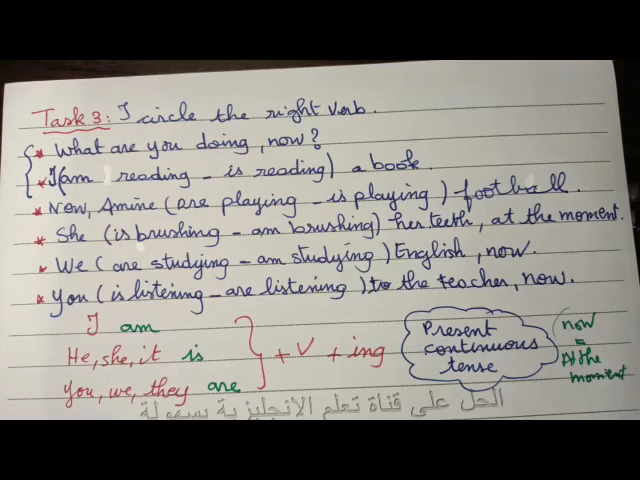 Task 3: I circle the right verb.
* What are you doing, now?
* I (am reading - is reading) a book.
* Now, Amine (are playing - is playing) football.
* She (is brushing - am brushing) her teeth, at the moment.
* We (are studying - am studying) English, now.
* You (is listening - are listening) to the teacher, now.
I am
He, she, it is
You, we, they are
+ V + ing
Present
continuous
tense
now
=
At the
moment
الحل على قناة تعلم الانجليزية بسهولة